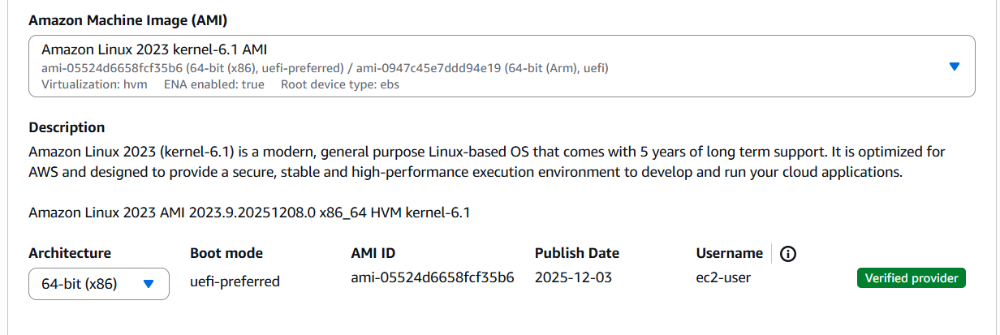 Amazon Machine Image (AMI)
Amazon Linux 2023 kernel-6.1 AMI
ami-05524d6658fcf35b6 (64-bit (x86), uefi-preferred) / ami-0947c45e7ddd94e19 (64-bit (Arm), uefi)
Virtualization: hvm ENA enabled: true Root device type: ebs
Description
Amazon Linux 2023 (kernel-6.1) is a modern, general purpose Linux-based OS that comes with 5 years of long term support. It is optimized for
AWS and designed to provide a secure, stable and high-performance execution environment to develop and run your cloud applications.
Amazon Linux 2023 AMI 2023.9.20251208.0 x86_64 HVM kernel-6.1
Architecture Boot mode AMI ID Publish Date Username
64-bit (x86) uefi-preferred ami-05524d6658fcf35b6 2025-12-03 ec2-user Verified provider